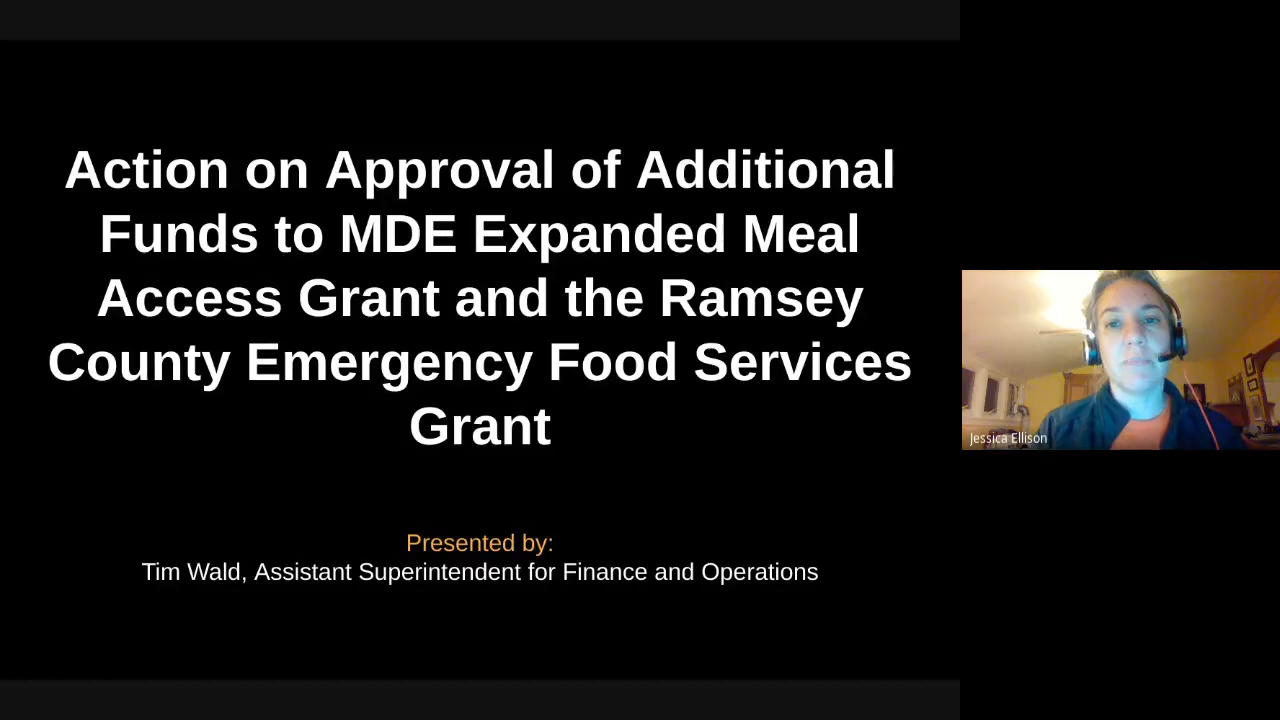 Action on Approval of Additional
Funds to MDE Expanded Meal
Access Grant and the Ramsey
County Emergency Food Services
Grant
Presented by:
Tim Wald, Assistant Superintendent for Finance and Operations
Jessica Ellison